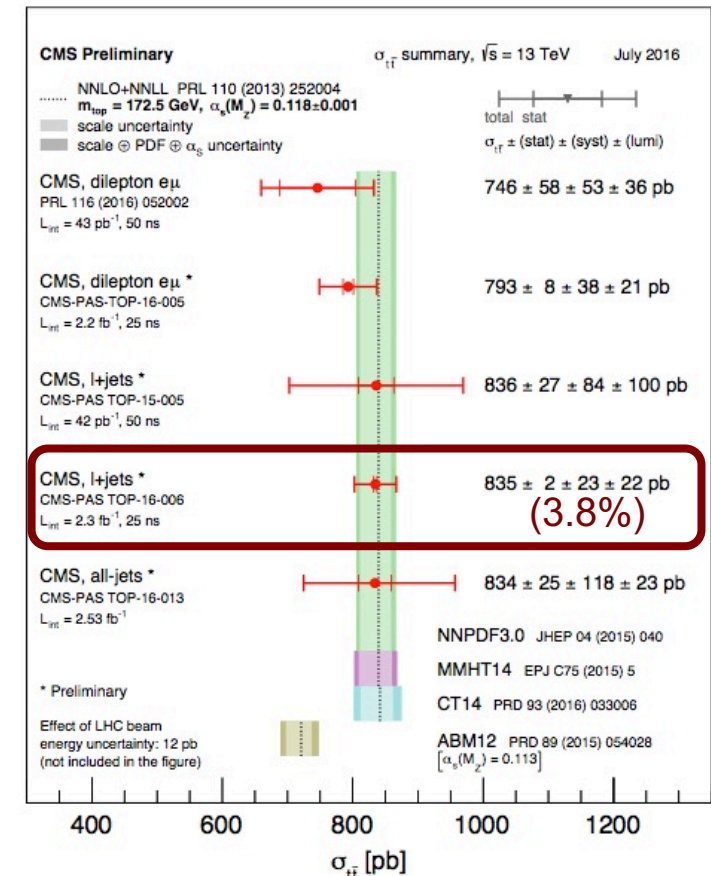 CMS Preliminary
σtt̄ summary, √s = 13 TeV July 2016
NNLO+NNLL PRL 110 (2013) 252004
mtop = 172.5 GeV, αs(MZ) = 0.118±0.001
scale uncertainty
scale ⊕ PDF ⊕ αS uncertainty
total stat
σtt̄ ± (stat) ± (syst) ± (lumi)
CMS, dilepton eμ
PRL 116 (2016) 052002
Lint = 43 pb⁻¹, 50 ns
746 ± 58 ± 53 ± 36 pb
CMS, dilepton eμ *
CMS-PAS-TOP-16-005
Lint = 2.2 fb⁻¹, 25 ns
793 ± 8 ± 38 ± 21 pb
CMS, l+jets *
CMS-PAS TOP-15-005
Lint = 42 pb⁻¹, 50 ns
836 ± 27 ± 84 ± 100 pb
CMS, l+jets *
CMS-PAS TOP-16-006
Lint = 2.3 fb⁻¹, 25 ns
835 ± 2 ± 23 ± 22 pb
(3.8%)
CMS, all-jets *
CMS-PAS TOP-16-013
Lint = 2.53 fb⁻¹
834 ± 25 ± 118 ± 23 pb
NNPDF3.0 JHEP 04 (2015) 040
MMHT14 EPJ C75 (2015) 5
CT14 PRD 93 (2016) 033006
ABM12 PRD 89 (2015) 054028
[αs(MZ) = 0.113]
* Preliminary
Effect of LHC beam
energy uncertainty: 12 pb
(not included in the figure)
400 600 800 1000 1200
σtt̄ [pb]